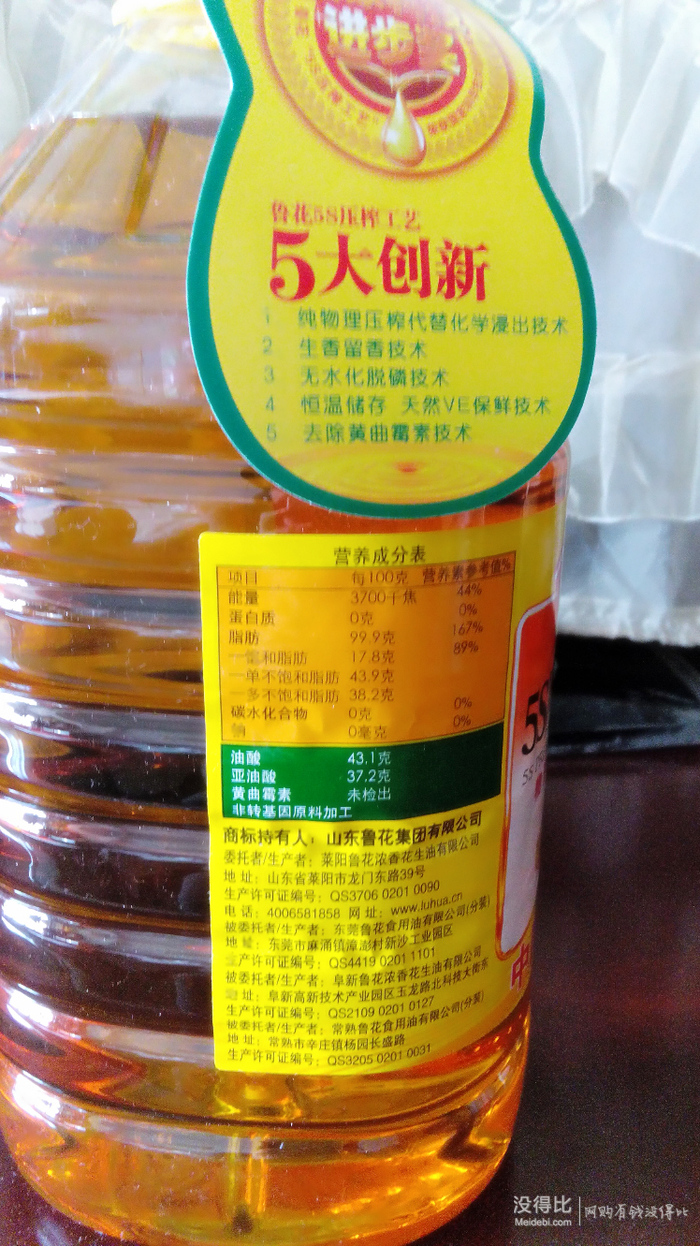 进步奖
鲁花5S压榨工艺
5大创新
1 纯物理压榨代替化学浸出技术
2 生香留香技术
3 无水化脱磷技术
4 恒温储存 天然VE保鲜技术
5 去除黄曲霉素技术
营养成分表
项目 每100克 营养素参考值%
能量 3700千焦 44%
蛋白质 0克 0%
脂肪 99.9克 167%
—饱和脂肪 17.8克 89%
—单不饱和脂肪 43.9克
—多不饱和脂肪 38.2克
碳水化合物 0克 0%
钠 0毫克 0%
油酸 43.1克
亚油酸 37.2克
黄曲霉素 未检出
非转基因原料加工
商标持有人：山东鲁花集团有限公司
委托者/生产者：莱阳鲁花浓香花生油有限公司
地 址：山东省莱阳市龙门东路39号
生产许可证编号：QS3706 0201 0090
电 话：4006581858 网 址：www.luhua.cn
被委托者/生产者：东莞鲁花食用油有限公司(分装)
地 址：东莞市麻涌镇漳澎村新沙工业园区
生产许可证编号：QS4419 0201 1101
被委托者/生产者：阜新鲁花浓香花生油有限公司
地 址：阜新高新技术产业园区玉龙路北科技大街东
生产许可证编号：QS2109 0201 0127
被委托者/生产者：常熟鲁花食用油有限公司(分装)
地 址：常熟市辛庄镇杨园长盛路
生产许可证编号：QS3205 0201 0031
5S
中
没得比
Meidebi.com
网购有钱没得比